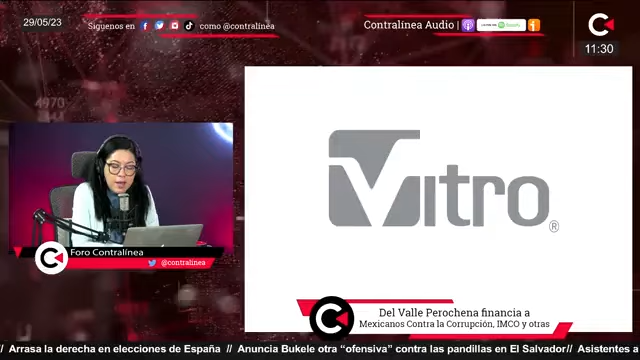 29/05/23
Síguenos en
como @contralínea
Contralínea Audio |
11:30
4970
Vitro®
Foro Contralínea
@contralinea
Del Valle Perochena financia a
Mexicanos Contra la Corrupción, IMCO y otras
// Arrasa la derecha en elecciones de España // Anuncia Bukele otra “ofensiva” contra las pandillas en El Salvador// Asistentes